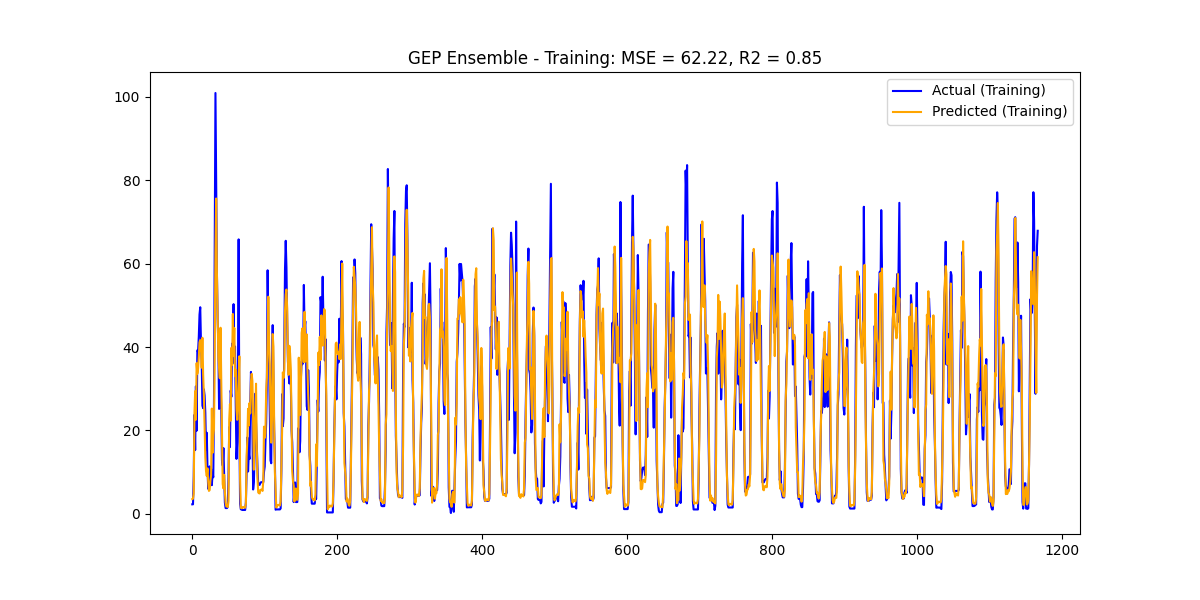 GEP Ensemble - Training: MSE = 62.22, R2 = 0.85
Actual (Training)
Predicted (Training)
100
80
60
40
20
0
0 200 400 600 800 1000 1200